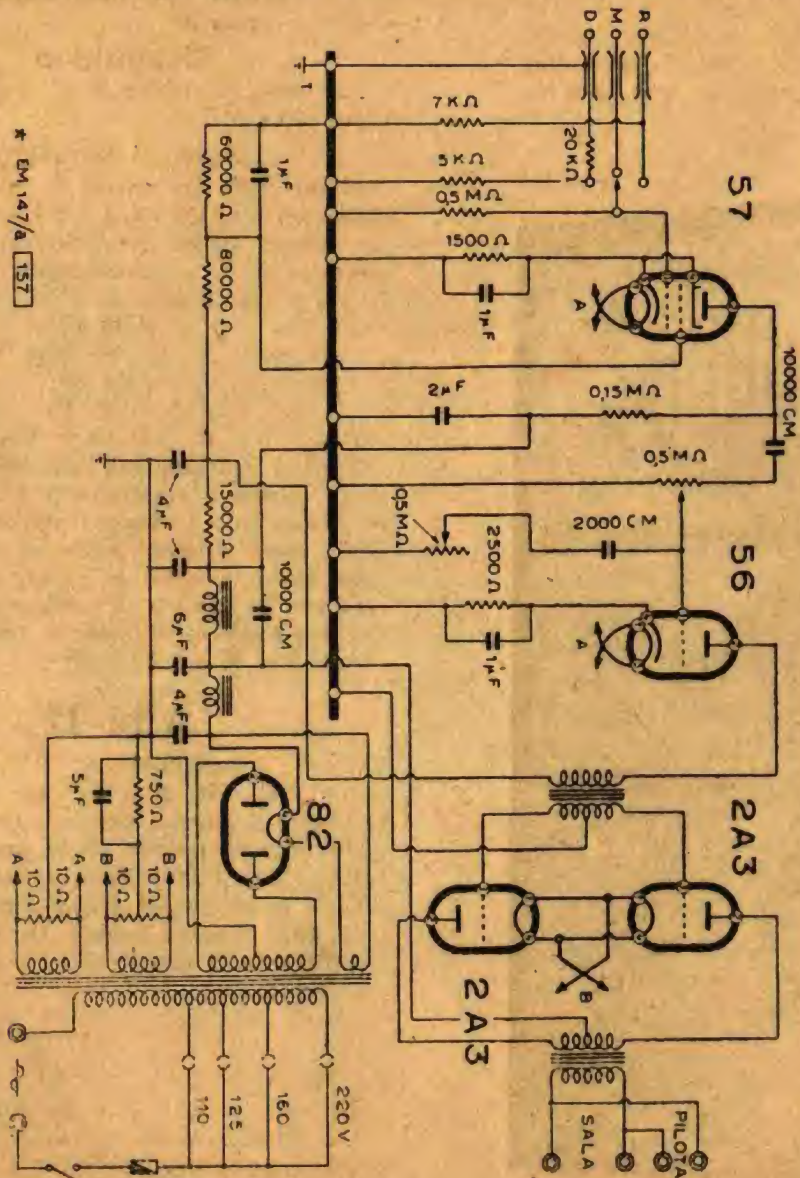 R
M
D
T
7 KΩ
20 KΩ
5 KΩ
0,5 MΩ
57
1500 Ω
1µF
A
10000 CM
0,15 MΩ
2µF
0,5 MΩ
56
2000 CM
0,5 MΩ
2500 Ω
1µF
A
2A3
2A3
B
PILOTA
SALA
1µF
60000 Ω
80000 Ω
15000 Ω
4µF
10000 CM
6µF
4µF
82
750 Ω
5µF
B
10 Ω
10 Ω
B
A
10 Ω
10 Ω
A
220 V
160
125
110
* EM 147/a 157